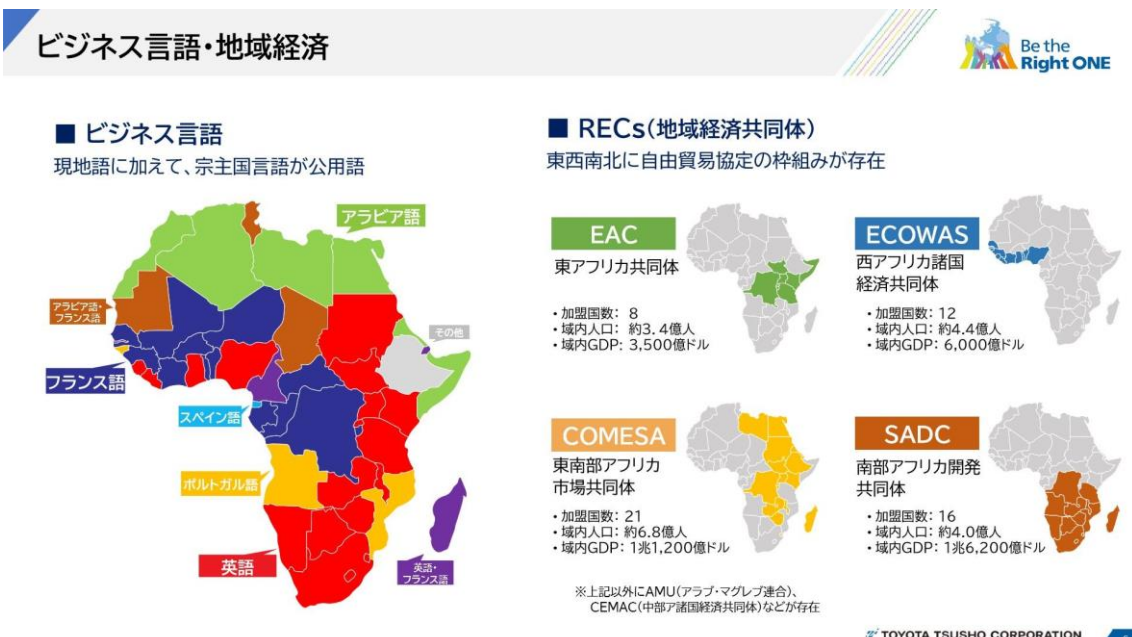 ビジネス言語・地域経済
Be the
Right ONE
■ ビジネス言語
現地語に加えて、宗主国言語が公用語
アラビア語
アラビア語・
フランス語
その他
フランス語
スペイン語
ポルトガル語
英語
英語・
フランス語
■ RECs(地域経済共同体)
東西南北に自由貿易協定の枠組みが存在
EAC
東アフリカ共同体
・加盟国数: 8
・域内人口: 約3.4億人
・域内GDP: 3,500億ドル
ECOWAS
西アフリカ諸国
経済共同体
・加盟国数: 12
・域内人口: 約4.4億人
・域内GDP: 6,000億ドル
COMESA
東南部アフリカ
市場共同体
・加盟国数: 21
・域内人口: 約6.8億人
・域内GDP: 1兆1,200億ドル
SADC
南部アフリカ開発
共同体
・加盟国数: 16
・域内人口: 約4.0億人
・域内GDP: 1兆6,200億ドル
※上記以外にAMU(アラブ・マグレブ連合)、
CEMAC(中部ア諸国経済共同体)などが存在
TOYOTA TSUSHO CORPORATION